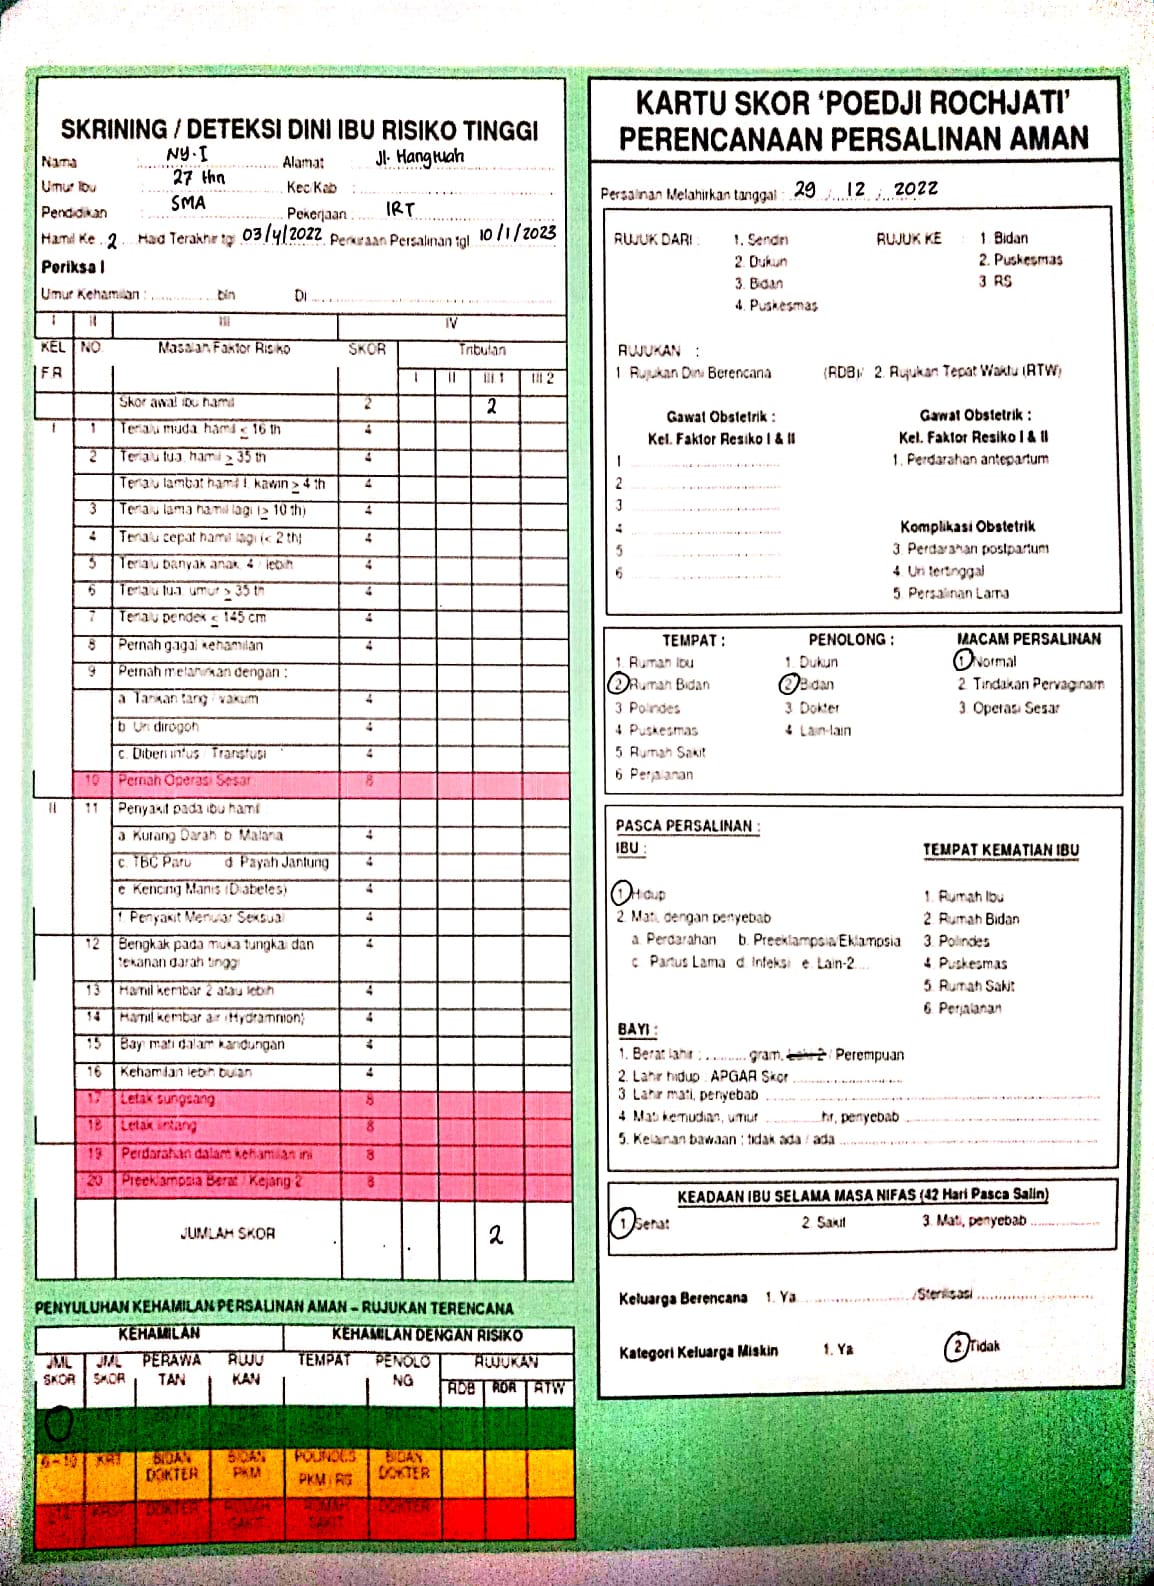 SKRINING / DETEKSI DINI IBU RISIKO TINGGI
Nama : Ny. I Alamat : Jl. Hangtuah
Umur Ibu : 27 thn Kec/Kab :
Pendidikan : SMA Pekerjaan : IRT
Hamil Ke : 2 Haid Terakhir tgl 03/4/2022 Perkiraan Persalinan tgl 10/1/2023
Periksa I
Umur Kehamilan : bln Di
I II III IV
KEL NO. Masalah Faktor Risiko SKOR Tribulan
F.R I II III 1 III 2
Skor awal ibu hamil 2 2
I 1 Terlalu muda, hamil ≤ 16 th 4
2 Terlalu tua, hamil ≥ 35 th 4
Terlalu lambat hamil I, kawin ≥ 4 th 4
3 Terlalu lama hamil lagi (≥ 10 th) 4
4 Terlalu cepat hamil lagi (< 2 th) 4
5 Terlalu banyak anak, 4 / lebih 4
6 Terlalu tua, umur ≥ 35 th 4
7 Terlalu pendek ≤ 145 cm 4
8 Pernah gagal kehamilan 4
9 Pernah melahirkan dengan :
a. Tarikan tang / vakum 4
b. Uri dirogoh 4
c. Diberi infus / Transfusi 4
10 Pernah Operasi Sesar 8
II 11 Penyakit pada ibu hamil
a. Kurang Darah b. Malaria 4
c. TBC Paru d. Payah Jantung 4
e. Kencing Manis (Diabetes) 4
f. Penyakit Menular Seksual 4
12 Bengkak pada muka tungkai dan 4
tekanan darah tinggi
13 Hamil kembar 2 atau lebih 4
14 Hamil kembar air (Hydramnion) 4
15 Bayi mati dalam kandungan 4
16 Kehamilan lebih bulan 4
17 Letak sungsang 8
18 Letak lintang 8
19 Perdarahan dalam kehamilan ini 8
20 Preeklampsia Berat / Kejang 2 8
JUMLAH SKOR 2
PENYULUHAN KEHAMILAN PERSALINAN AMAN – RUJUKAN TERENCANA
KEHAMILAN KEHAMILAN DENGAN RISIKO
JML JML PERAWA RUJU TEMPAT PENOLO RUJUKAN
SKOR SKOR TAN KAN NG RDB RDR RTW
6 – 10 KRT BIDAN BIDAN POLINDES BIDAN
DOKTER PKM PKM / RS DOKTER
DOKTER RUMAH RUMAH DOKTER
SAKIT SAKIT
KARTU SKOR ‘POEDJI ROCHJATI’
PERENCANAAN PERSALINAN AMAN
Persalinan Melahirkan tanggal : 29 / 12 / 2022
RUJUK DARI : 1. Sendiri RUJUK KE : 1. Bidan
2. Dukun 2. Puskesmas
3. Bidan 3. RS
4. Puskesmas
RUJUKAN :
1. Rujukan Dini Berencana (RDB)/ 2. Rujukan Tepat Waktu (RTW)
Gawat Obstetrik : Gawat Obstetrik :
Kel. Faktor Resiko I & II Kel. Faktor Resiko I & II
1 1. Perdarahan antepartum
2
3
4 Komplikasi Obstetrik
5 3. Perdarahan postpartum
6 4. Uri tertinggal
5. Persalinan Lama
TEMPAT : PENOLONG : MACAM PERSALINAN
1. Rumah Ibu 1. Dukun 1 Normal
2 Rumah Bidan 2 Bidan 2. Tindakan Pervaginam
3 Polindes 3 Dokter 3 Operasi Sesar
4 Puskesmas 4 Lain-lain
5 Rumah Sakit
6 Perjalanan
PASCA PERSALINAN :
IBU : TEMPAT KEMATIAN IBU
1 Hidup 1. Rumah Ibu
2. Mati, dengan penyebab 2. Rumah Bidan
a. Perdarahan b. Preeklampsia/Eklampsia 3. Polindes
c. Partus Lama d. Infeksi e. Lain-2... 4. Puskesmas
5. Rumah Sakit
6. Perjalanan
BAYI :
1. Berat lahir : gram, Laki-2 / Perempuan
2. Lahir hidup : APGAR Skor
3. Lahir mati, penyebab
4. Mati kemudian, umur hr, penyebab
5. Kelainan bawaan : tidak ada / ada
KEADAAN IBU SELAMA MASA NIFAS (42 Hari Pasca Salin)
1 Sehat 2. Sakit 3. Mati, penyebab
Keluarga Berencana 1. Ya /Sterilisasi
Kategori Keluarga Miskin 1. Ya 2 Tidak